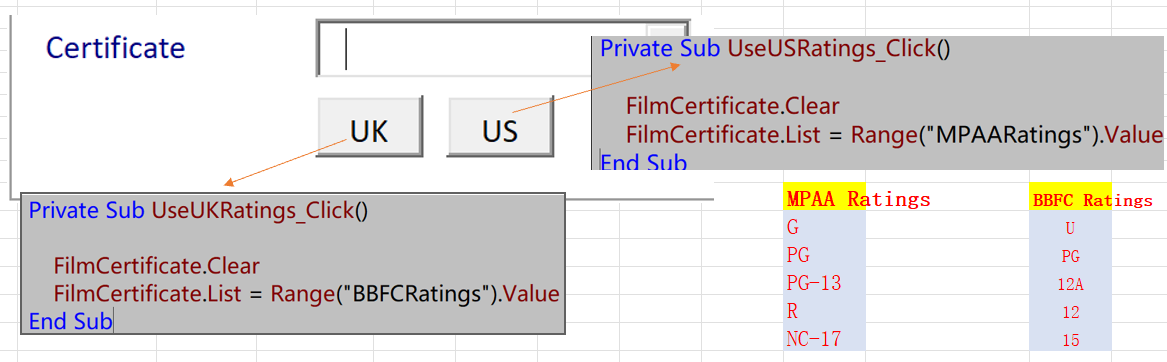 Certificate
Private Sub UseUSRatings_Click()
FilmCertificate.Clear
FilmCertificate.List = Range("MPAARatings").Value
End Sub
UK
US
Private Sub UseUKRatings_Click()
FilmCertificate.Clear
FilmCertificate.List = Range("BBFCRatings").Value
End Sub
MPAA Ratings BBFC Ratings
G U
PG PG
PG-13 12A
R 12
NC-17 15